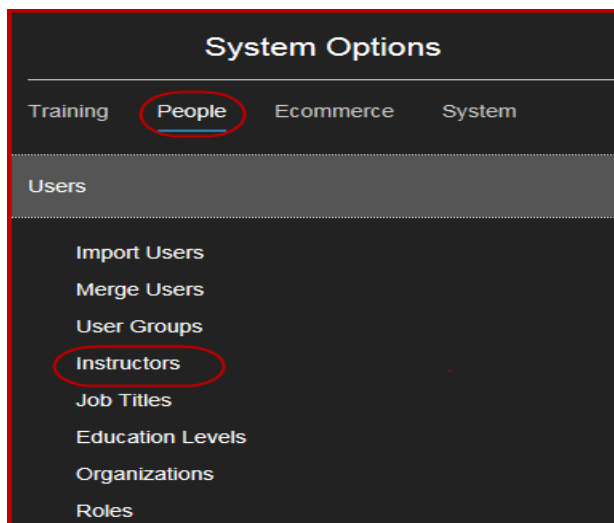 System Options
Training People Ecommerce System
Users
Import Users
Merge Users
User Groups
Instructors
Job Titles
Education Levels
Organizations
Roles